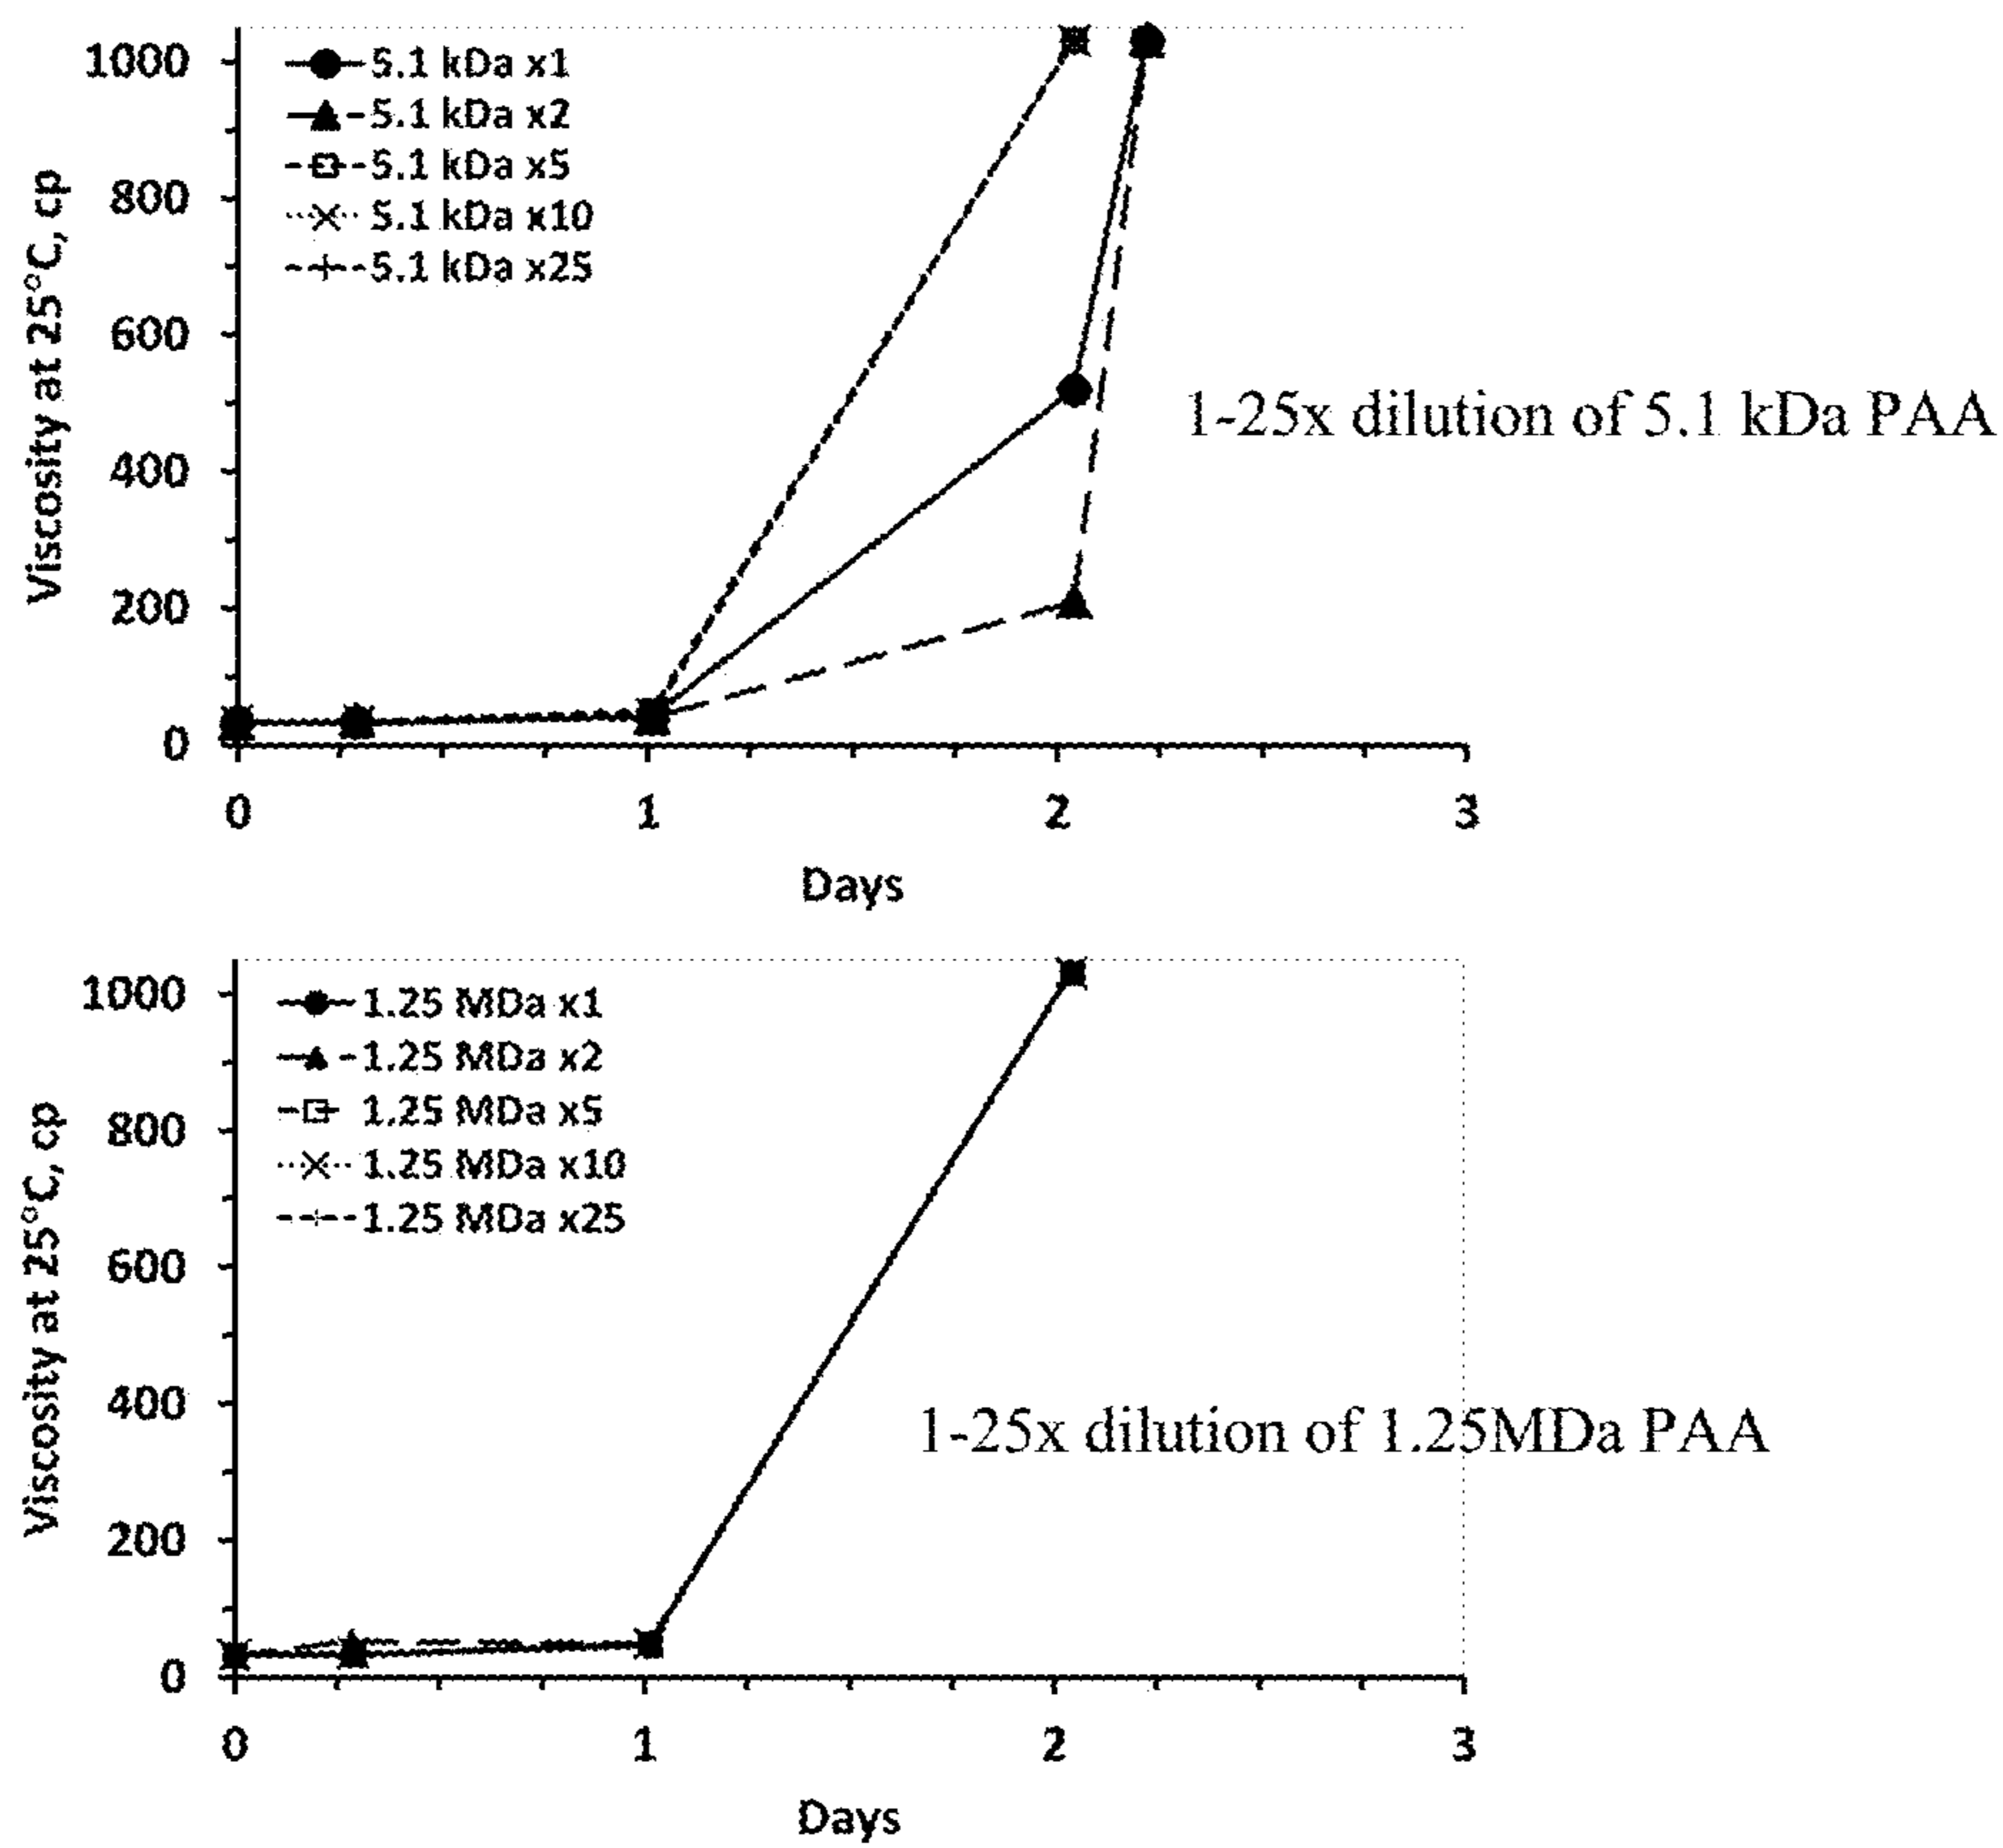 1000
800
600
400
200
0
Viscosity at 25°C, cp
5.1 kDa x1
5.1 kDa x2
5.1 kDa x5
5.1 kDa x10
5.1 kDa x25
1-25x dilution of 5.1 kDa PAA
0 1 2 3
Days
1000
800
600
400
200
0
Viscosity at 25°C, cp
1.25 MDa x1
1.25 MDa x2
1.25 MDa x5
1.25 MDa x10
1.25 MDa x25
1-25x dilution of 1.25MDa PAA
0 1 2 3
Days